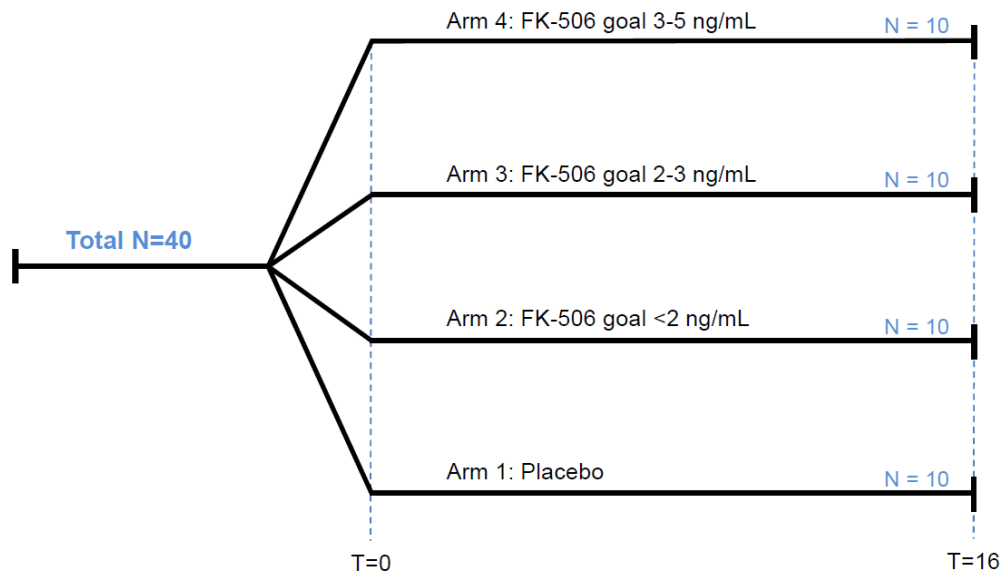 Arm 4: FK-506 goal 3-5 ng/mL
N = 10
Arm 3: FK-506 goal 2-3 ng/mL
N = 10
Total N=40
Arm 2: FK-506 goal <2 ng/mL
N = 10
Arm 1: Placebo
N = 10
T=0
T=16